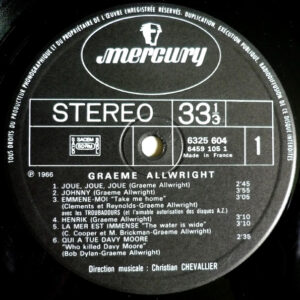 TOUS DROITS DU PRODUCTEUR PHONOGRAPHIQUE ET DU PROPRIÉTAIRE DE L'ŒUVRE ENREGISTRÉE RÉSERVÉS. DUPLICATION, EXÉCUTION PUBLIQUE, RADIODIFFUSION DE CE DISQUE INTERDITES
mercury
STEREO 33 1/3
SACEM
6325 604
6459 105 1
Made in France
1
GRAEME ALLWRIGHT
℗ 1966
1. JOUE, JOUE, JOUE (Graeme Allwright) 2'45
2. JOHNNY (Graeme Allwright) 3'55
3. EMMENE-MOI "Take me home" 3'05
(Clements et Reynolds-Graeme Allwright)
avec les TROUBADOURS (et l'aimable autorisation des disques A.Z.)
4. HENRIK (Graeme Allwright) 3'10
5. LA MER EST IMMENSE "The water is wide" 3'10
(C. Cooper et M. Brickman-Graeme Allwright)
6. QUI A TUE DAVY MOORE 2'35
"Who killed Davy Moore"
(Bob Dylan-Graeme Allwright)
Direction musicale : Christian CHEVALLIER